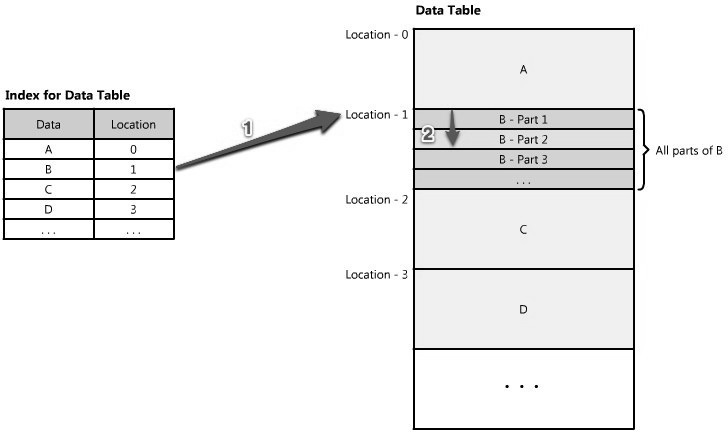 Data Table
Location - 0
A
Index for Data Table
Data Location
A 0
B 1
C 2
D 3
. . . . . .
1
Location - 1
B - Part 1
2
B - Part 2
B - Part 3
. . .
All parts of B
Location - 2
C
Location - 3
D
. . .